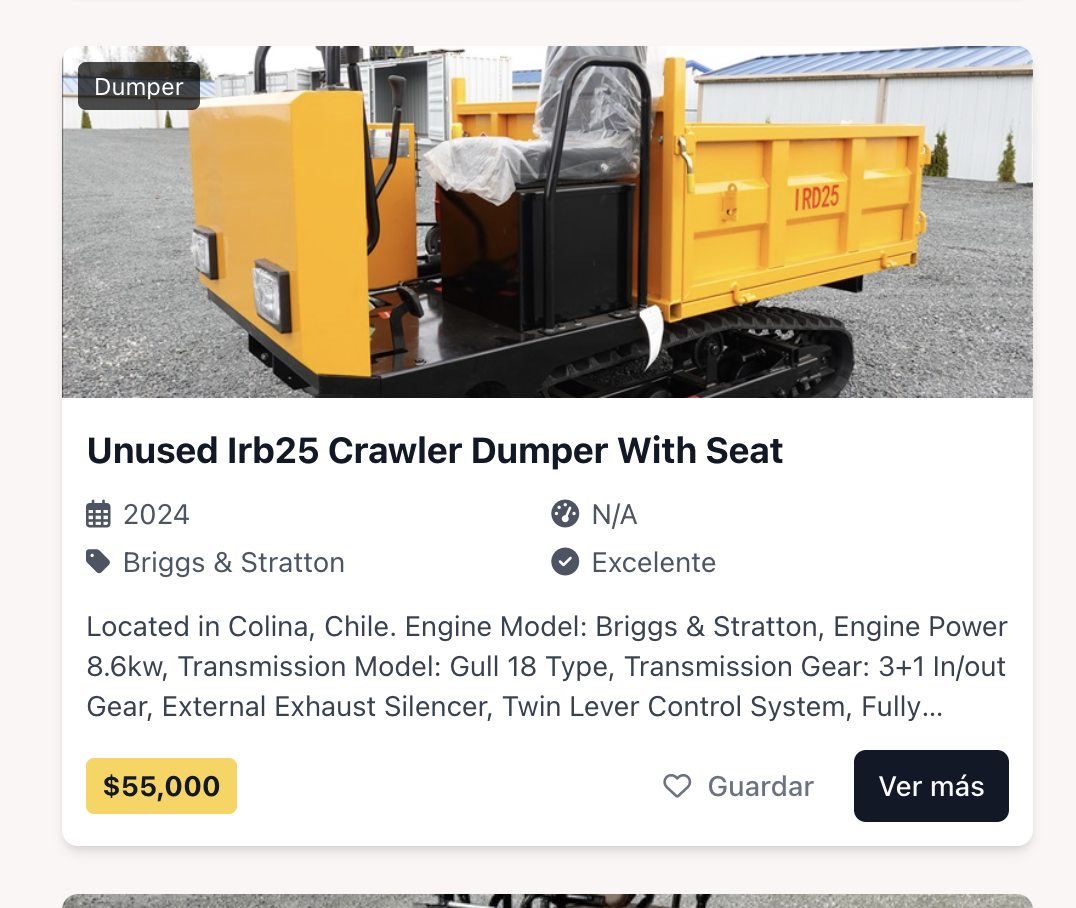 Dumper
IRD25
Unused Irb25 Crawler Dumper With Seat
2024
N/A
Briggs & Stratton
Excelente
Located in Colina, Chile. Engine Model: Briggs & Stratton, Engine Power
8.6kw, Transmission Model: Gull 18 Type, Transmission Gear: 3+1 In/out
Gear, External Exhaust Silencer, Twin Lever Control System, Fully...
$55,000
Guardar
Ver más